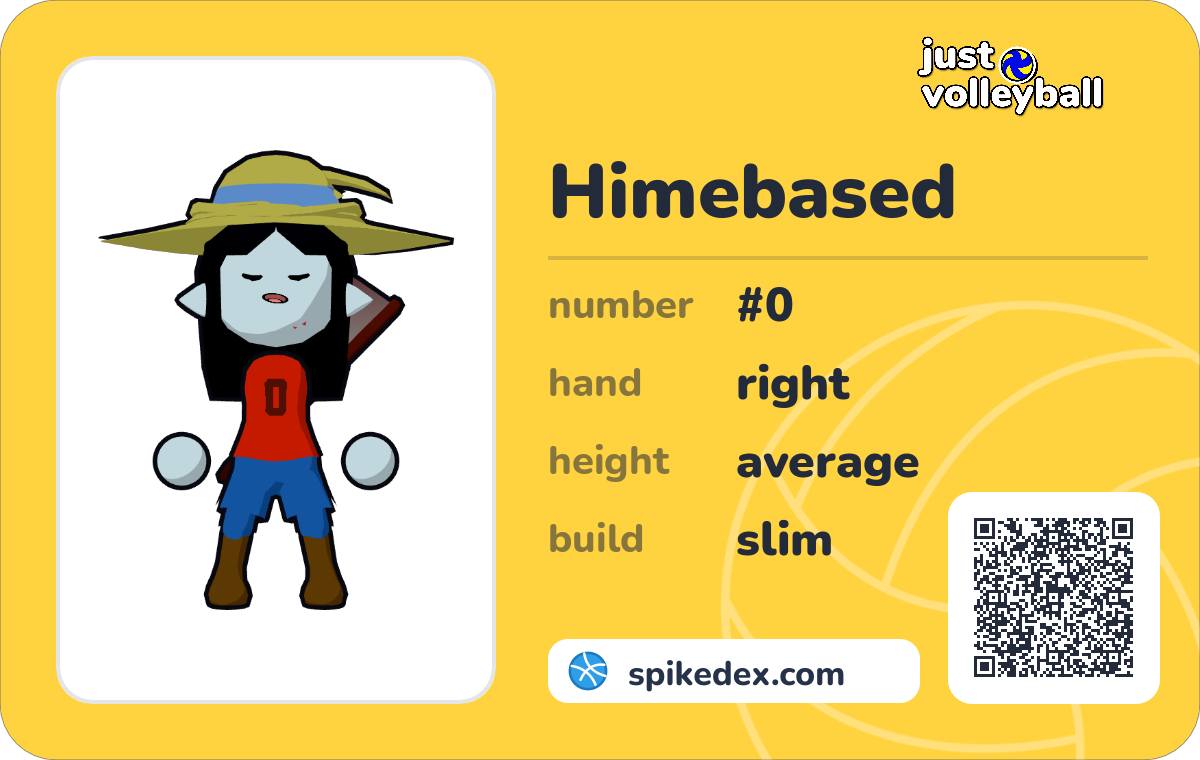 just
volleyball
Himebased
number #0
hand right
height average
build slim
0
spikedex.com